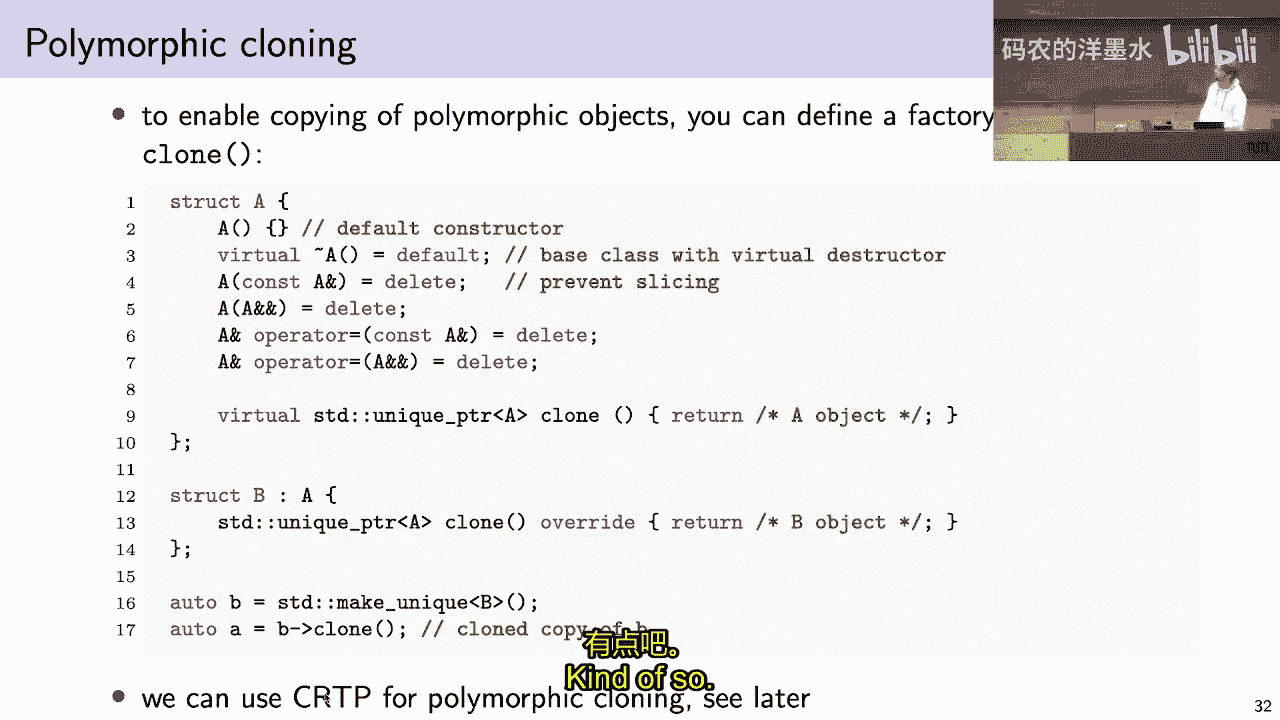 Polymorphic cloning
码农的洋墨水 bilibili
• to enable copying of polymorphic objects, you can define a factory
clone():
1 struct A {
2 A() {} // default constructor
3 virtual ~A() = default; // base class with virtual destructor
4 A(const A&) = delete; // prevent slicing
5 A(A&&) = delete;
6 A& operator=(const A&) = delete;
7 A& operator=(A&&) = delete;
8
9 virtual std::unique_ptr<A> clone () { return /* A object */; }
10 };
11
12 struct B : A {
13 std::unique_ptr<A> clone() override { return /* B object */; }
14 };
15
16 auto b = std::make_unique<B>();
17 auto a = b->clone(); // cloned copy of b
有点吧。
Kind of so.
• we can use CRTP for polymorphic cloning, see later
32